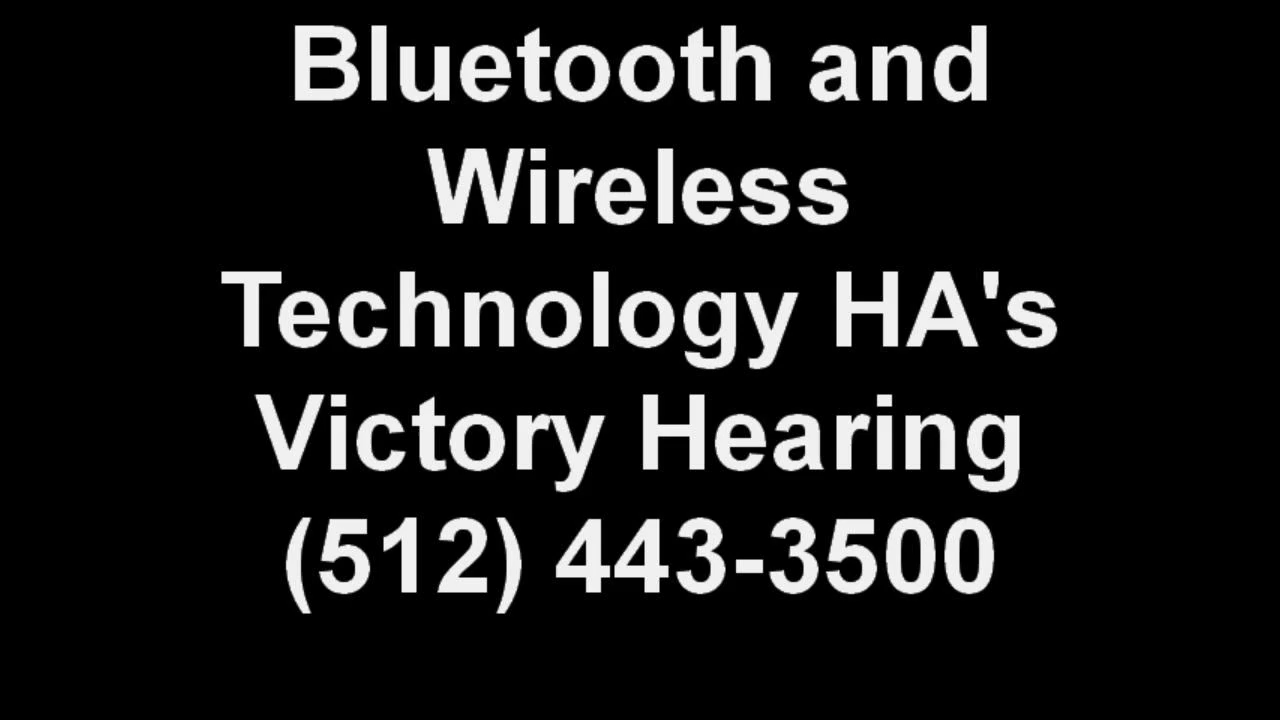 Bluetooth and
Wireless
Technology HA's
Victory Hearing
(512) 443-3500